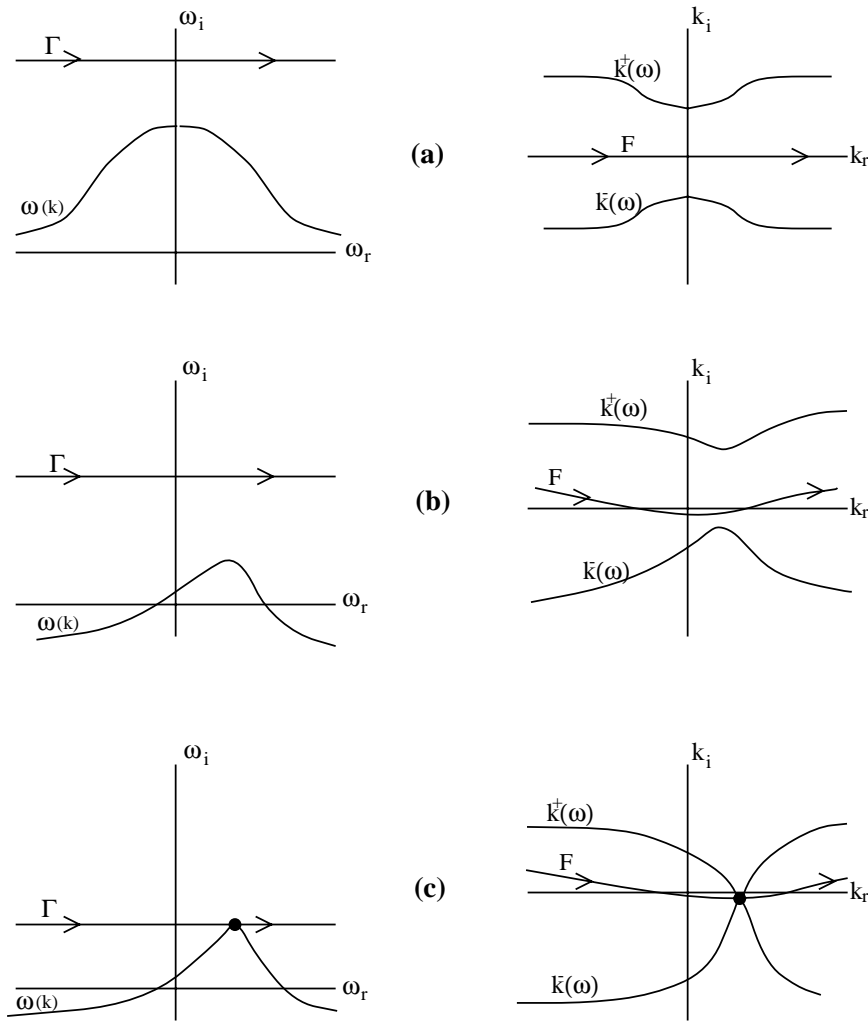 ω_i
Γ
ω(k)
ω_r
(a)
k_i
k⁺(ω)
F
k_r
k⁻(ω)
ω_i
Γ
ω_r
ω(k)
(b)
k_i
k⁺(ω)
F
k_r
k⁻(ω)
ω_i
Γ
ω_r
ω(k)
(c)
k_i
k⁺(ω)
F
k_r
k⁻(ω)